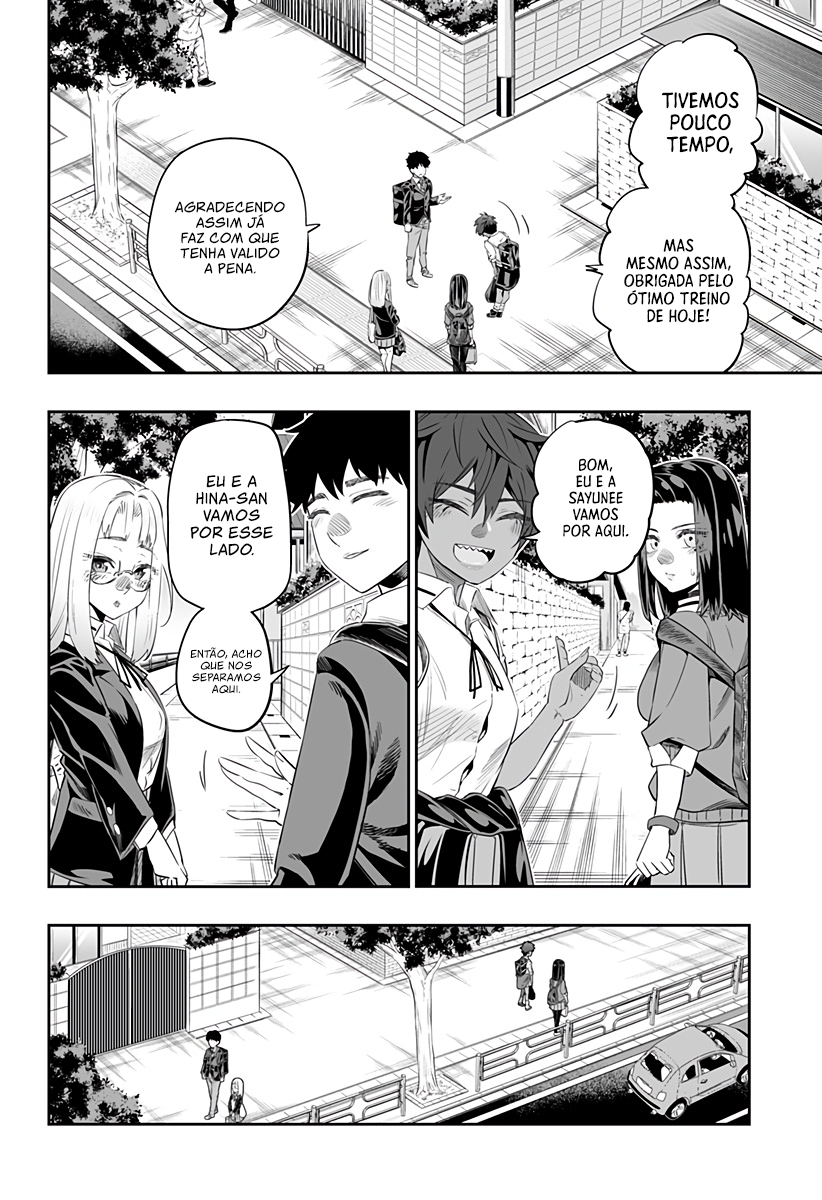 TIVEMOS
POUCO
TEMPO,
MAS
MESMO ASSIM,
OBRIGADA PELO
ÓTIMO TREINO
DE HOJE!
AGRADECENDO
ASSIM JÁ
FAZ COM QUE
TENHA VALIDO
A PENA.
BOM,
EU E A
SAYUNEE
VAMOS
POR AQUI.
EU E A
HINA-SAN
VAMOS
POR ESSE
LADO.
ENTÃO, ACHO
QUE NOS
SEPARAMOS
AQUI.